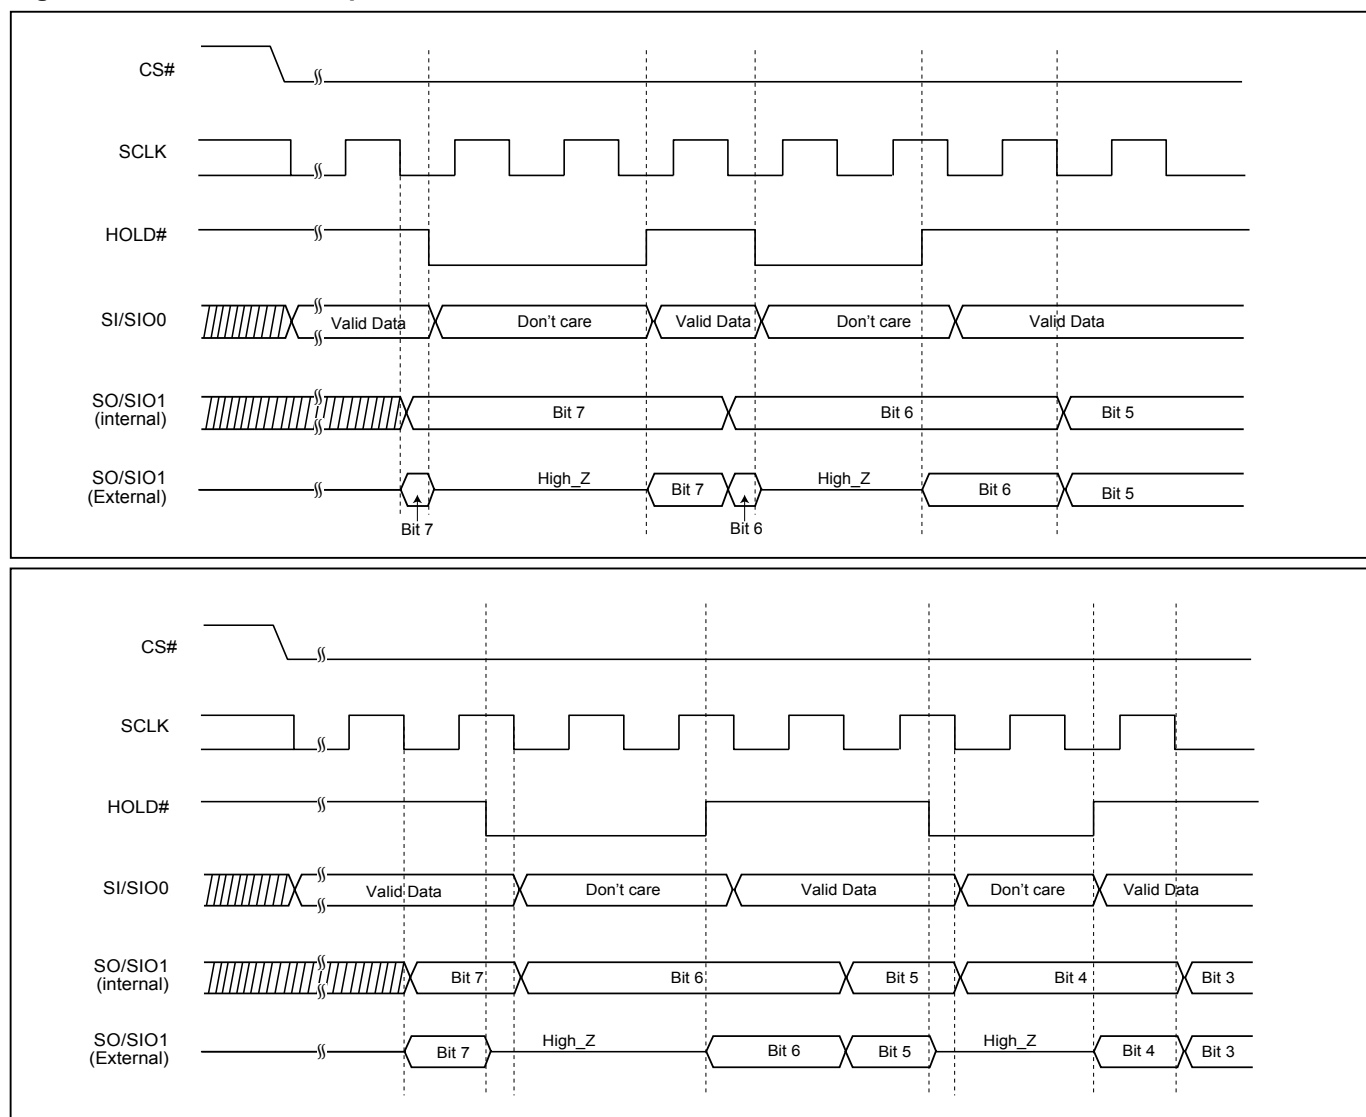 CS#
SCLK
HOLD#
SI/SIO0
Valid Data
Don't care
Valid Data
Don't care
Valid Data
SO/SIO1
(internal)
Bit 7
Bit 6
Bit 5
SO/SIO1
(External)
High_Z
Bit 7
High_Z
Bit 6
Bit 5
Bit 7
Bit 6
CS#
SCLK
HOLD#
SI/SIO0
Valid Data
Don't care
Valid Data
Don't care
Valid Data
SO/SIO1
(internal)
Bit 7
Bit 6
Bit 5
Bit 4
Bit 3
SO/SIO1
(External)
Bit 7
High_Z
Bit 6
Bit 5
High_Z
Bit 4
Bit 3